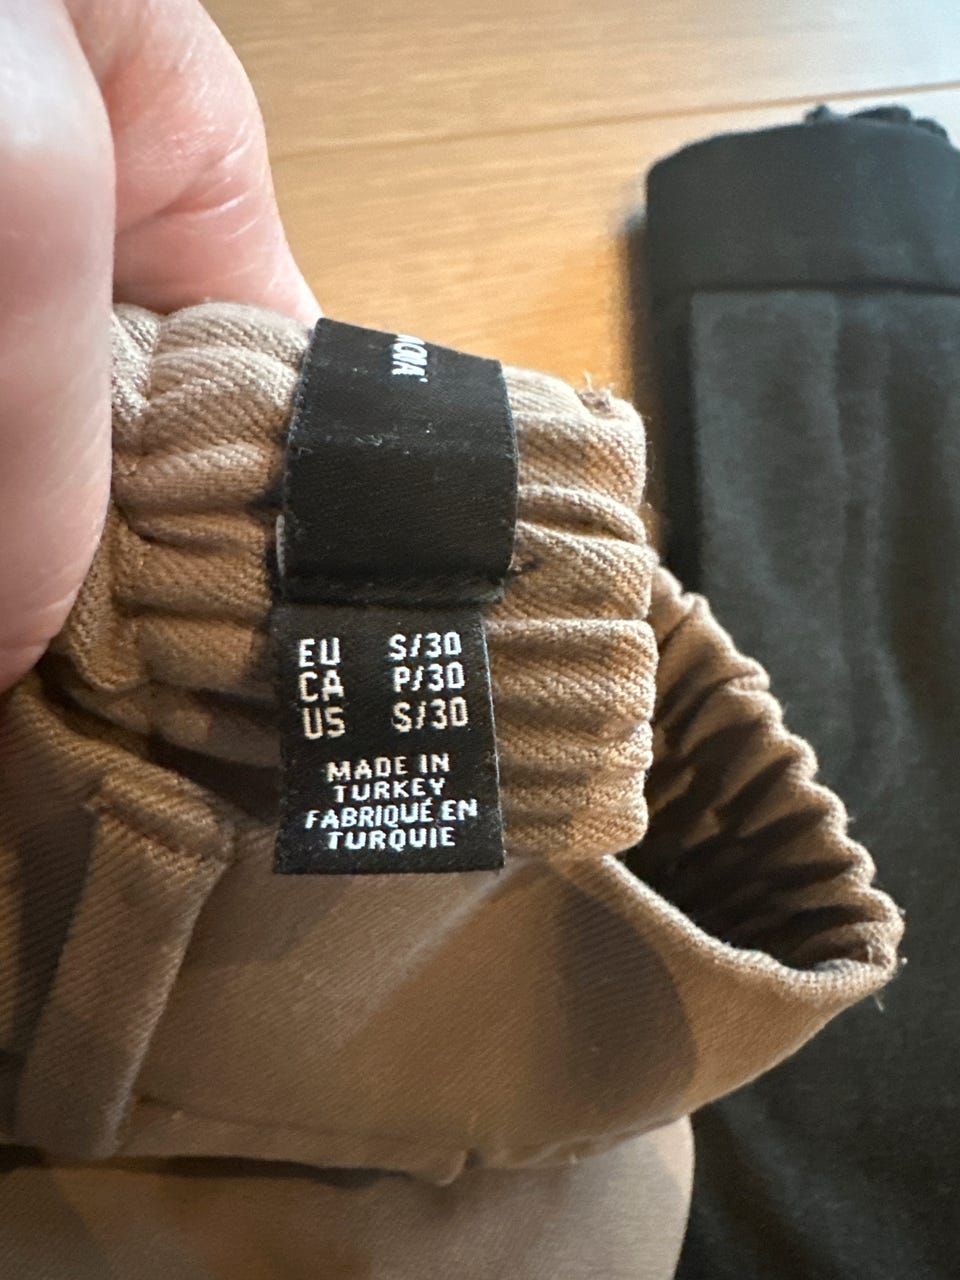 EU S/30
CA P/30
US S/30
MADE IN
TURKEY
FABRIQUÉ EN
TURQUIE